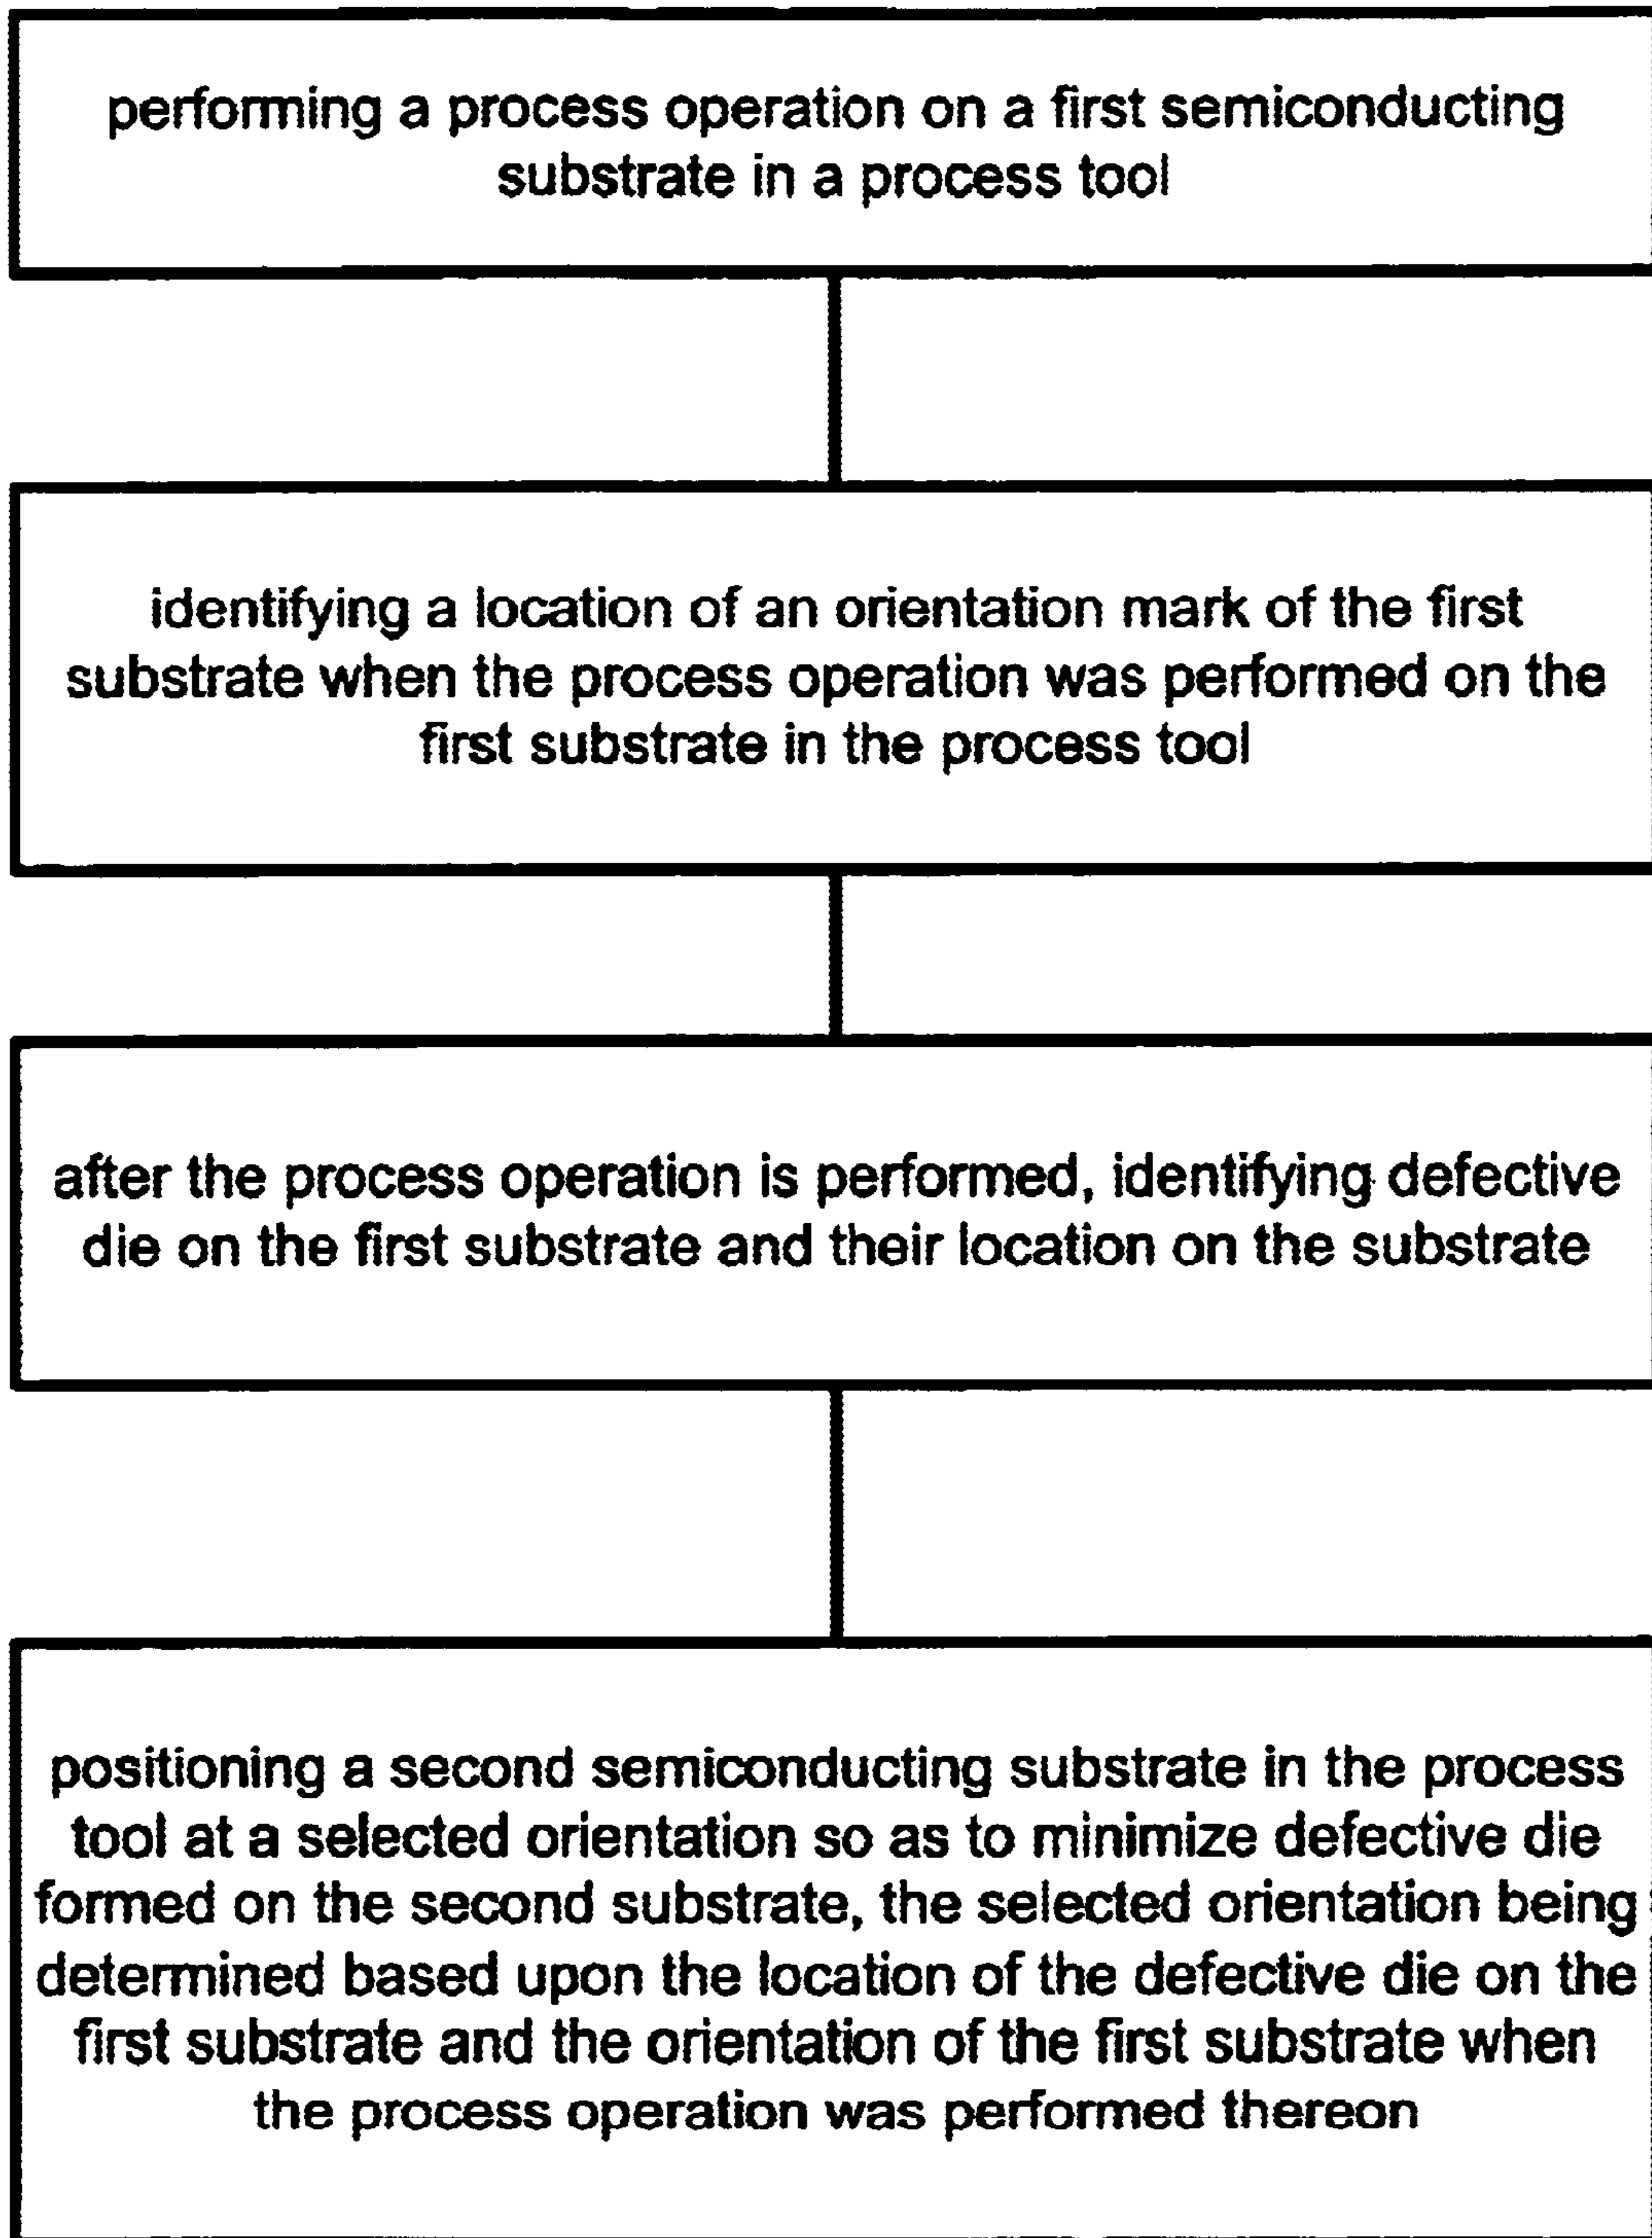 performing a process operation on a first semiconducting
substrate in a process tool
identifying a location of an orientation mark of the first
substrate when the process operation was performed on the
first substrate in the process tool
after the process operation is performed, identifying defective
die on the first substrate and their location on the substrate
positioning a second semiconducting substrate in the process
tool at a selected orientation so as to minimize defective die
formed on the second substrate, the selected orientation being
determined based upon the location of the defective die on the
first substrate and the orientation of the first substrate when
the process operation was performed thereon